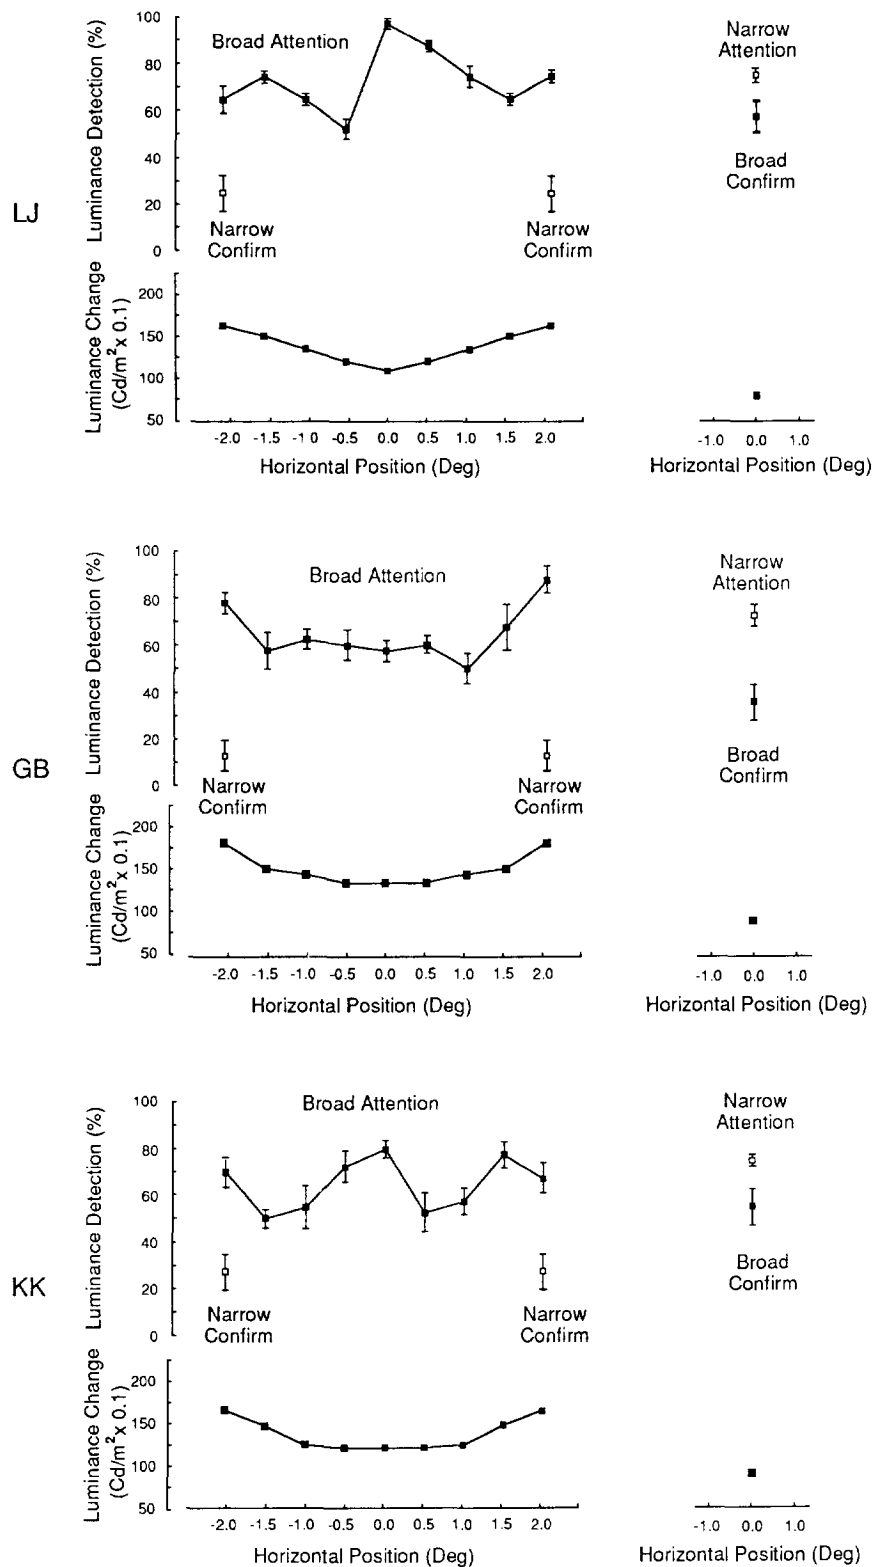 LJ
Luminance Detection (%)
100
80
60
40
20
0
Broad Attention
Narrow
Confirm
Narrow
Confirm
Narrow
Attention
Broad
Confirm
Luminance Change
(Cd/m² x 0.1)
200
150
100
50
-2.0 -1.5 -1.0 -0.5 0.0 0.5 1.0 1.5 2.0
Horizontal Position (Deg)
-1.0 0.0 1.0
Horizontal Position (Deg)
GB
Luminance Detection (%)
100
80
60
40
20
0
Broad Attention
Narrow
Confirm
Narrow
Confirm
Narrow
Attention
Broad
Confirm
Luminance Change
(Cd/m² x 0.1)
200
150
100
50
-2.0 -1.5 -1.0 -0.5 0.0 0.5 1.0 1.5 2.0
Horizontal Position (Deg)
-1.0 0.0 1.0
Horizontal Position (Deg)
KK
Luminance Detection (%)
100
80
60
40
20
0
Broad Attention
Narrow
Confirm
Narrow
Confirm
Narrow
Attention
Broad
Confirm
Luminance Change
(Cd/m² x 0.1)
200
150
100
50
-2.0 -1.5 -1.0 -0.5 0.0 0.5 1.0 1.5 2.0
Horizontal Position (Deg)
-1.0 0.0 1.0
Horizontal Position (Deg)